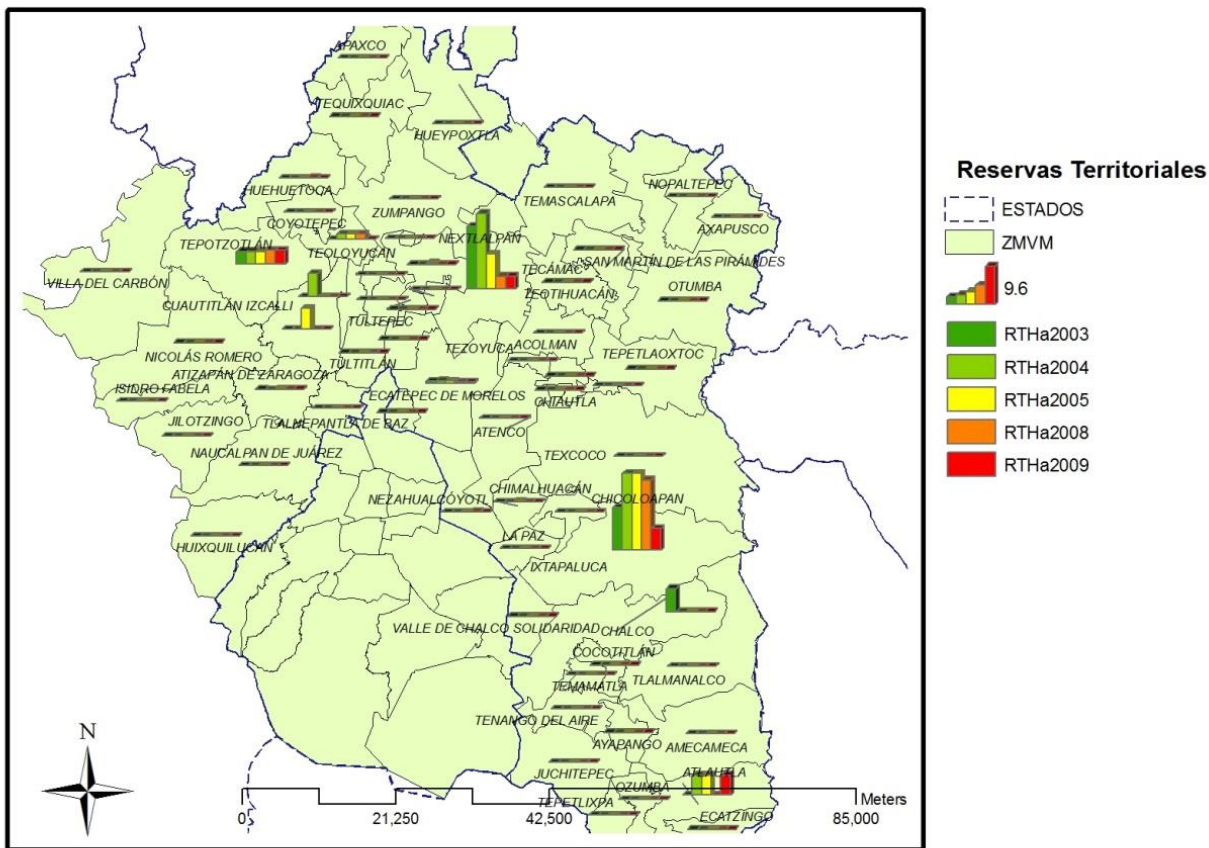 APAXCO
TEQUIXQUIAC
HUEYPOXTLA
HUEHUETOCA
ZUMPANGO
TEMASCALAPA
NOPALTEPEC
COYOTEPEC
AXAPUSCO
TEPOTZOTLÁN
TEOLOYUCAN
NEXTLALPAN
VILLA DEL CARBÓN
TECÁMAC
SAN MARTÍN DE LAS PIRÁMIDES
CUAUTITLÁN IZCALLI
TEOTIHUACÁN
OTUMBA
TULTEPEC
NICOLÁS ROMERO
TULTITLÁN
TEZOYUCA
ACOLMAN
TEPETLAOXTOC
ATIZAPÁN DE ZARAGOZA
ISIDRO FABELA
ECATEPEC DE MORELOS
CHIAUTLA
JILOTZINGO
TLALNEPANTLA DE BAZ
ATENCO
NAUCALPAN DE JUÁREZ
TEXCOCO
NEZAHUALCÓYOTL
CHIMALHUACÁN
CHICOLOAPAN
HUIXQUILUCAN
LA PAZ
IXTAPALUCA
VALLE DE CHALCO SOLIDARIDAD
CHALCO
COCOTITLÁN
TEMAMATLA
TLALMANALCO
TENANGO DEL AIRE
AYAPANGO
AMECAMECA
JUCHITEPEC
ATLAUTLA
OZUMBA
TEPETLIXPA
ECATZINGO
N
Meters
0 21,250 42,500 85,000
Reservas Territoriales
ESTADOS
ZMVM
9.6
RTHa2003
RTHa2004
RTHa2005
RTHa2008
RTHa2009